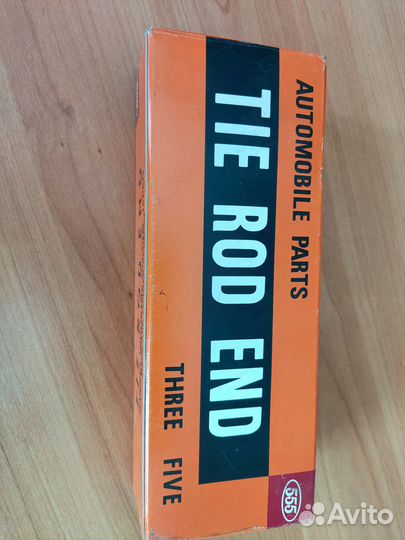 AUTOMOBILE PARTS
TIE ROD END
THREE FIVE
555
Avito